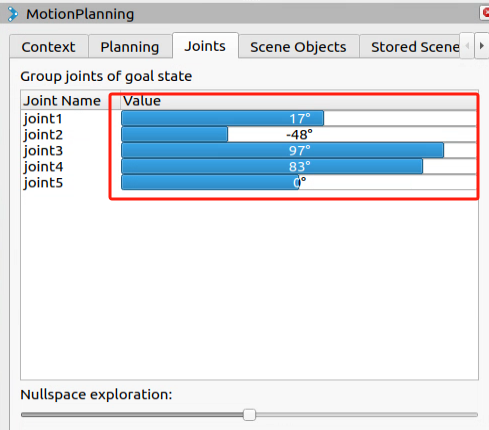 MotionPlanning
Context Planning Joints Scene Objects Stored Scene
Group joints of goal state
Joint Name Value
joint1 17°
joint2 -48°
joint3 97°
joint4 83°
joint5 0°
Nullspace exploration: